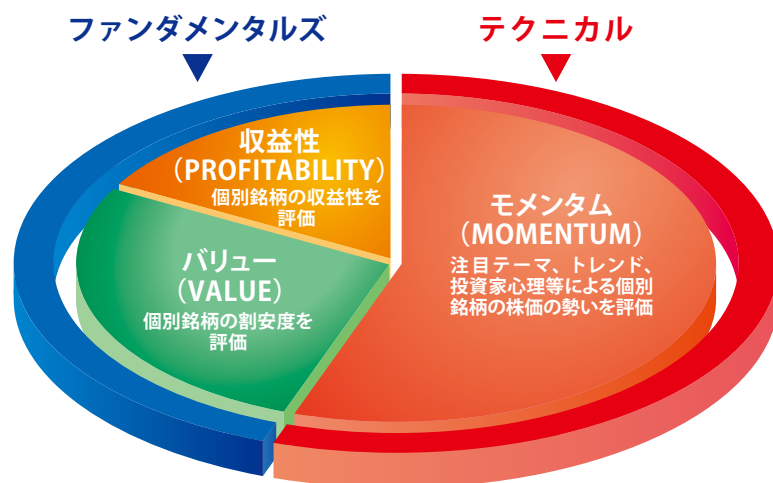 ファンダメンタルズ
テクニカル
収益性
(PROFITABILITY)
個別銘柄の収益性を
評価
バリュー
(VALUE)
個別銘柄の割安度を
評価
モメンタム
(MOMENTUM)
注目テーマ、トレンド、
投資家心理等による個別
銘柄の株価の勢いを評価